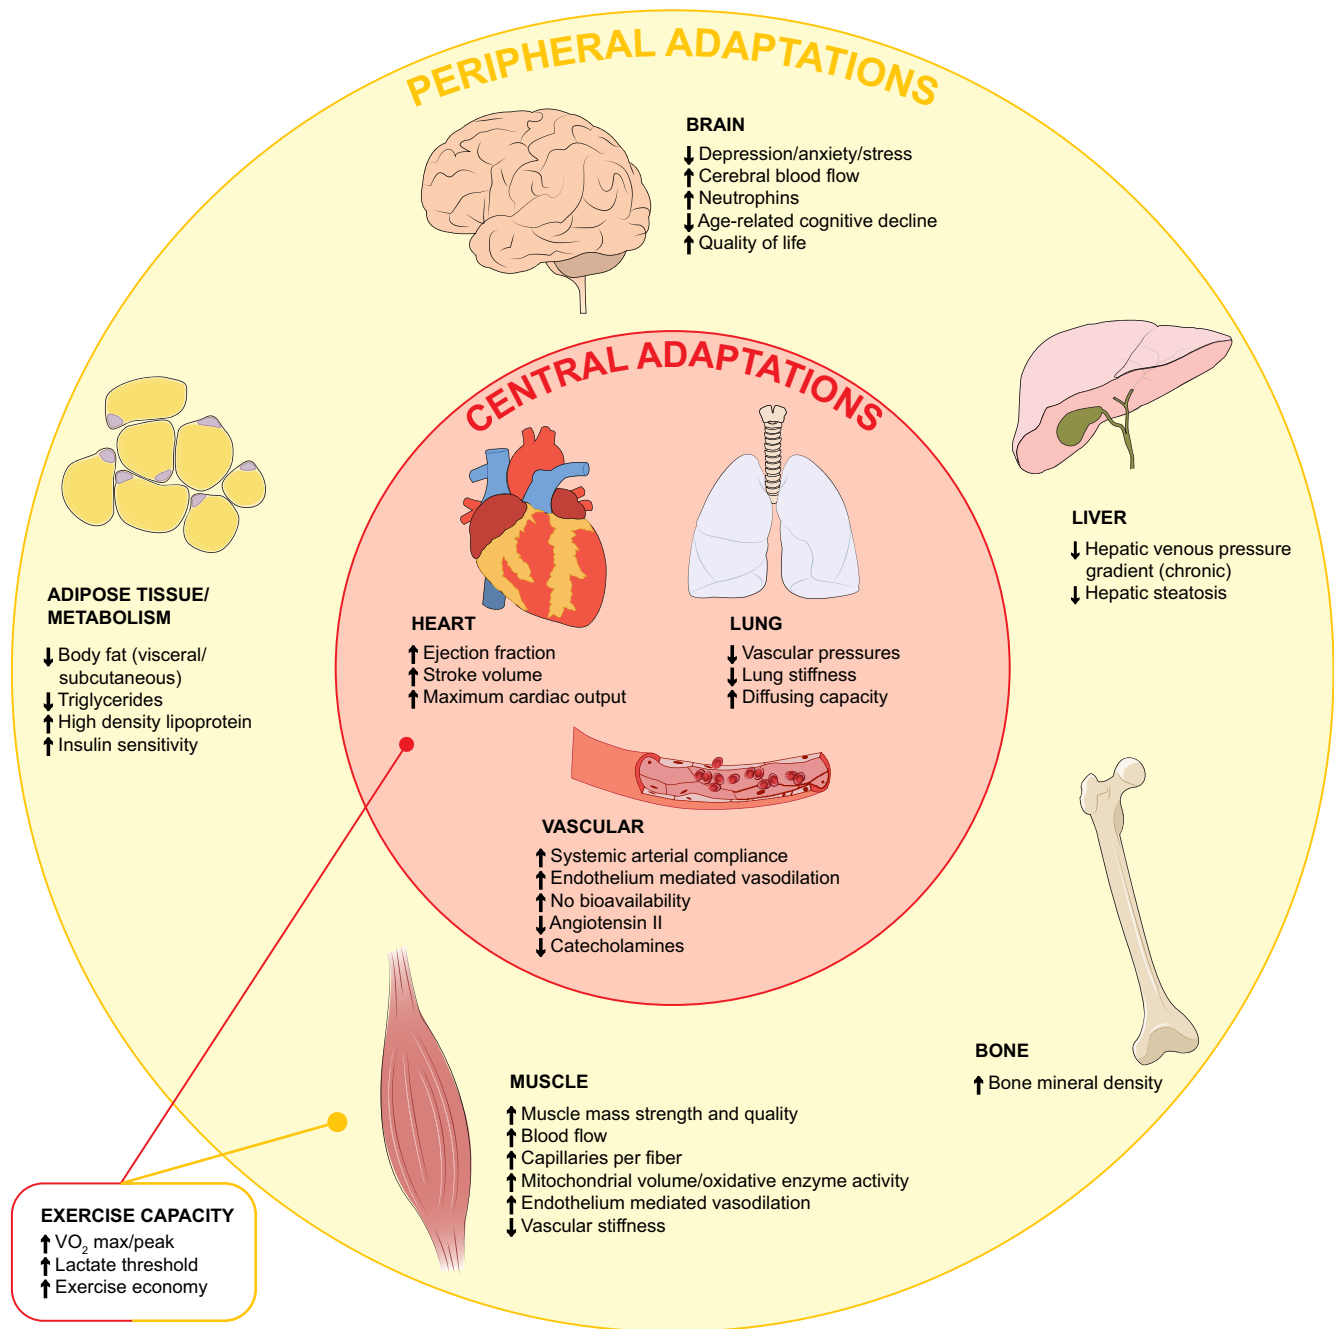 PERIPHERAL ADAPTATIONS
BRAIN
↓ Depression/anxiety/stress
↑ Cerebral blood flow
↑ Neutrophins
↓ Age-related cognitive decline
↑ Quality of life
CENTRAL ADAPTATIONS
LIVER
↓ Hepatic venous pressure
gradient (chronic)
↓ Hepatic steatosis
ADIPOSE TISSUE/
METABOLISM
↓ Body fat (visceral/
subcutaneous)
↓ Triglycerides
↑ High density lipoprotein
↑ Insulin sensitivity
HEART
↑ Ejection fraction
↑ Stroke volume
↑ Maximum cardiac output
LUNG
↓ Vascular pressures
↓ Lung stiffness
↑ Diffusing capacity
VASCULAR
↑ Systemic arterial compliance
↑ Endothelium mediated vasodilation
↑ No bioavailability
↓ Angiotensin II
↓ Catecholamines
BONE
↑ Bone mineral density
MUSCLE
↑ Muscle mass strength and quality
↑ Blood flow
↑ Capillaries per fiber
↑ Mitochondrial volume/oxidative enzyme activity
↑ Endothelium mediated vasodilation
↓ Vascular stiffness
EXERCISE CAPACITY
↑ VO₂ max/peak
↑ Lactate threshold
↑ Exercise economy